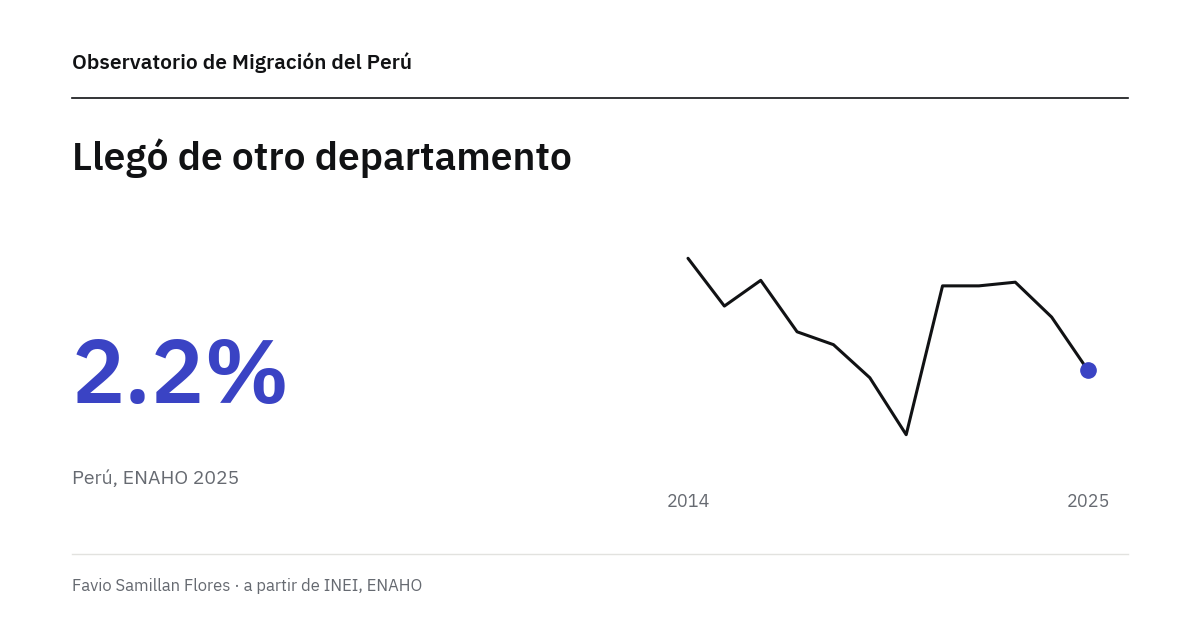 Observatorio de Migración del Perú
Llegó de otro departamento
2.2%
Perú, ENAHO 2025
2014
2025
Favio Samillan Flores · a partir de INEI, ENAHO